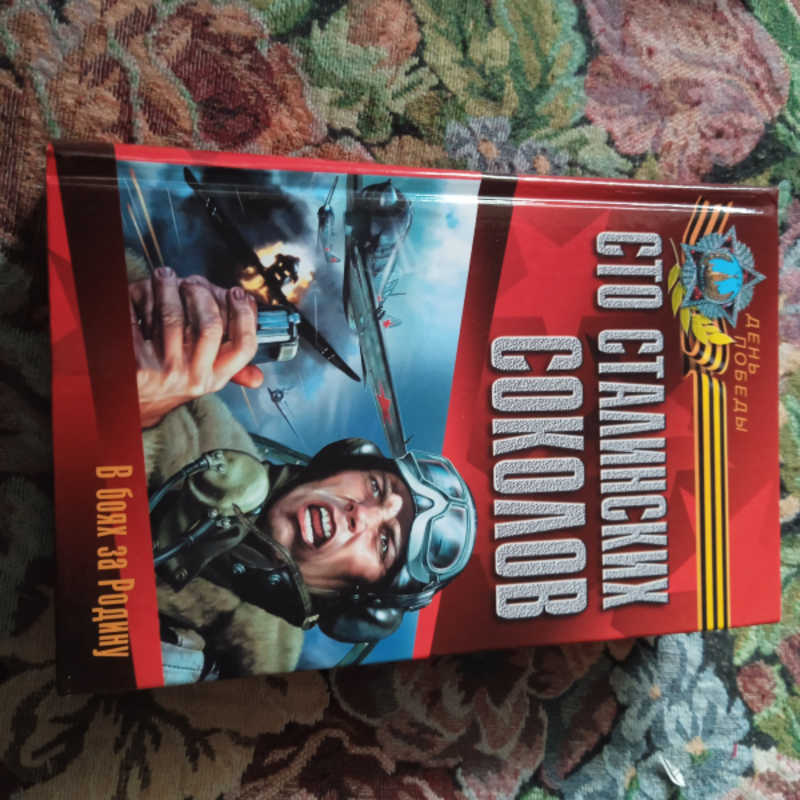 ДЕНЬ
ПОБЕДЫ
СТО СТАЛИНСКИХ
СОКОЛОВ
В боях за Родину